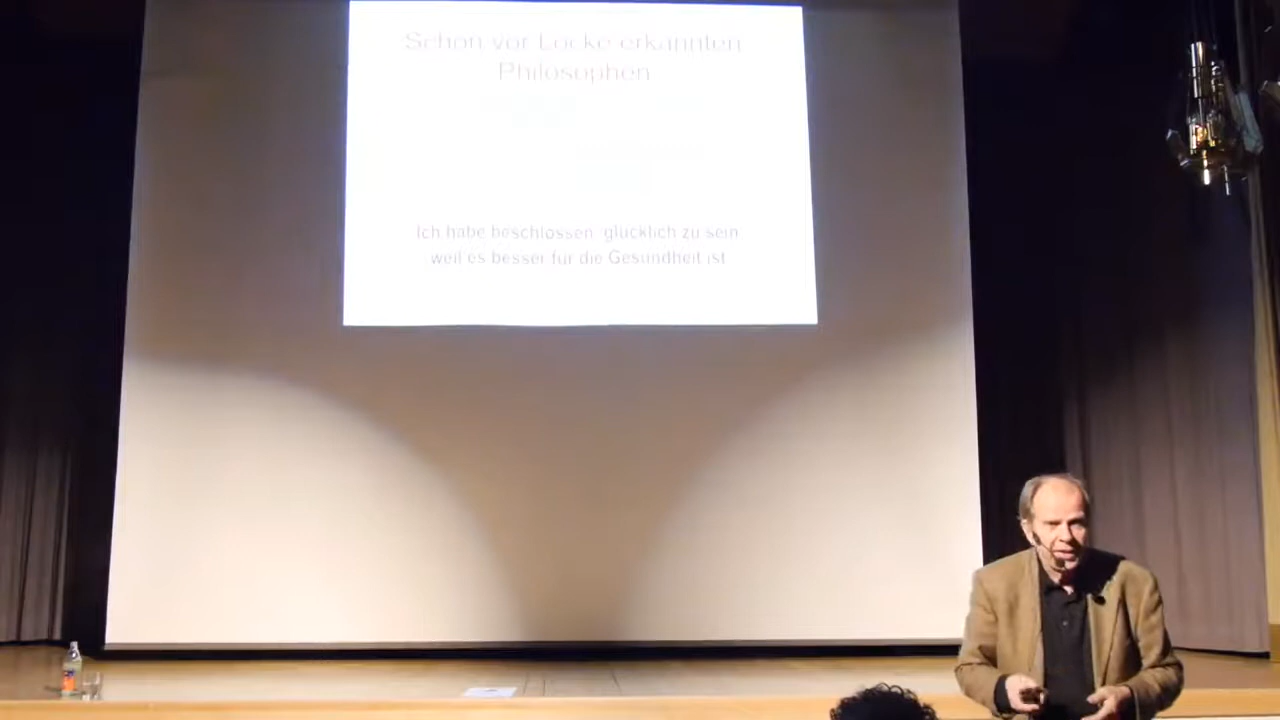 Schon vor Locke erkannten
Philosophen
Ich habe beschlossen glücklich zu sein
weil es besser für die Gesundheit ist